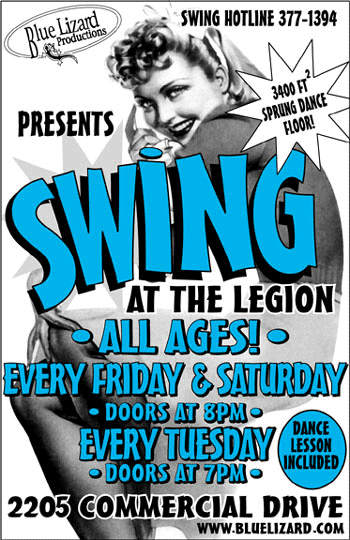 Blue Lizard
Productions
SWING HOTLINE 377-1394
3400 FT²
SPRUNG DANCE
FLOOR!
PRESENTS
SWiNG
AT THE LEGION
• ALL AGES! •
EVERY FRIDAY & SATURDAY
• DOORS AT 8PM •
EVERY TUESDAY
• DOORS AT 7PM •
DANCE
LESSON
INCLUDED
2205 COMMERCIAL DRIVE
WWW.BLUELIZARD.COM